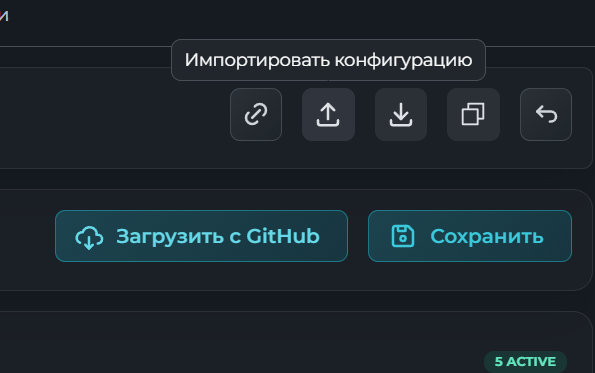 и
Импортировать конфигурацию
Загрузить с GitHub
Сохранить
5 ACTIVE